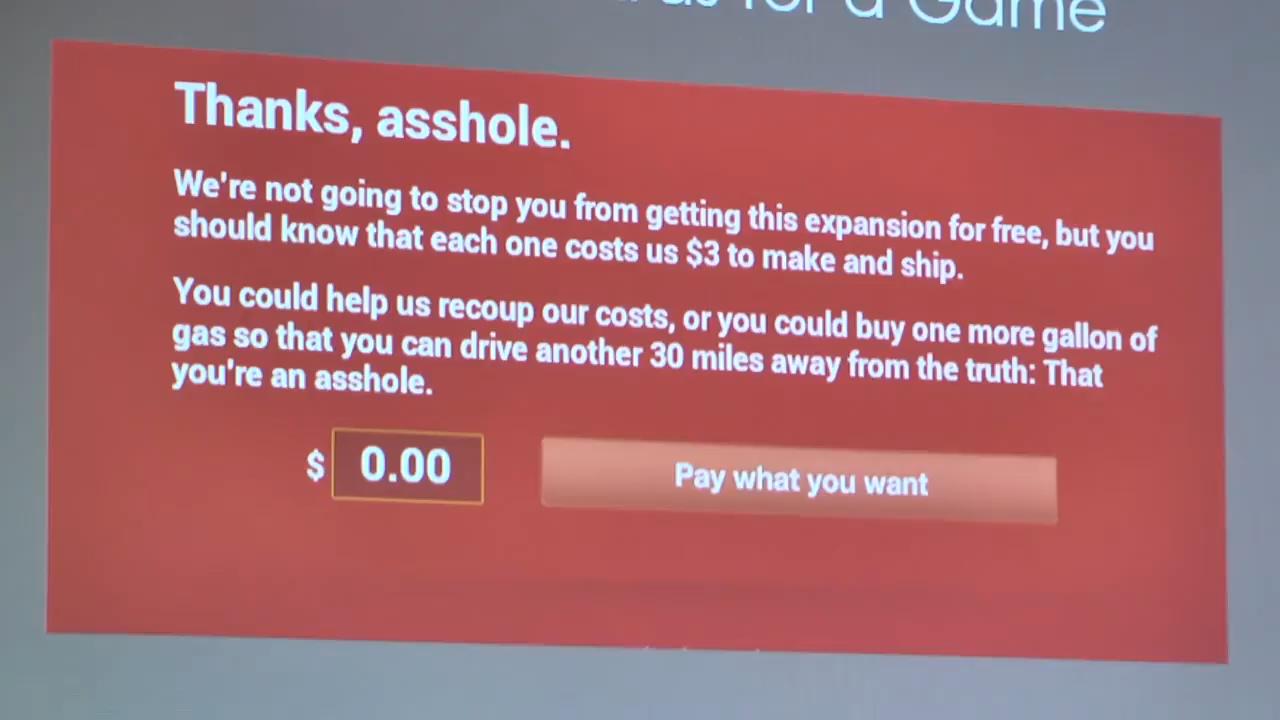 for a Game
Thanks, asshole.
We're not going to stop you from getting this expansion for free, but you
should know that each one costs us $3 to make and ship.
You could help us recoup our costs, or you could buy one more gallon of
gas so that you can drive another 30 miles away from the truth: That
you're an asshole.
$ 0.00 Pay what you want